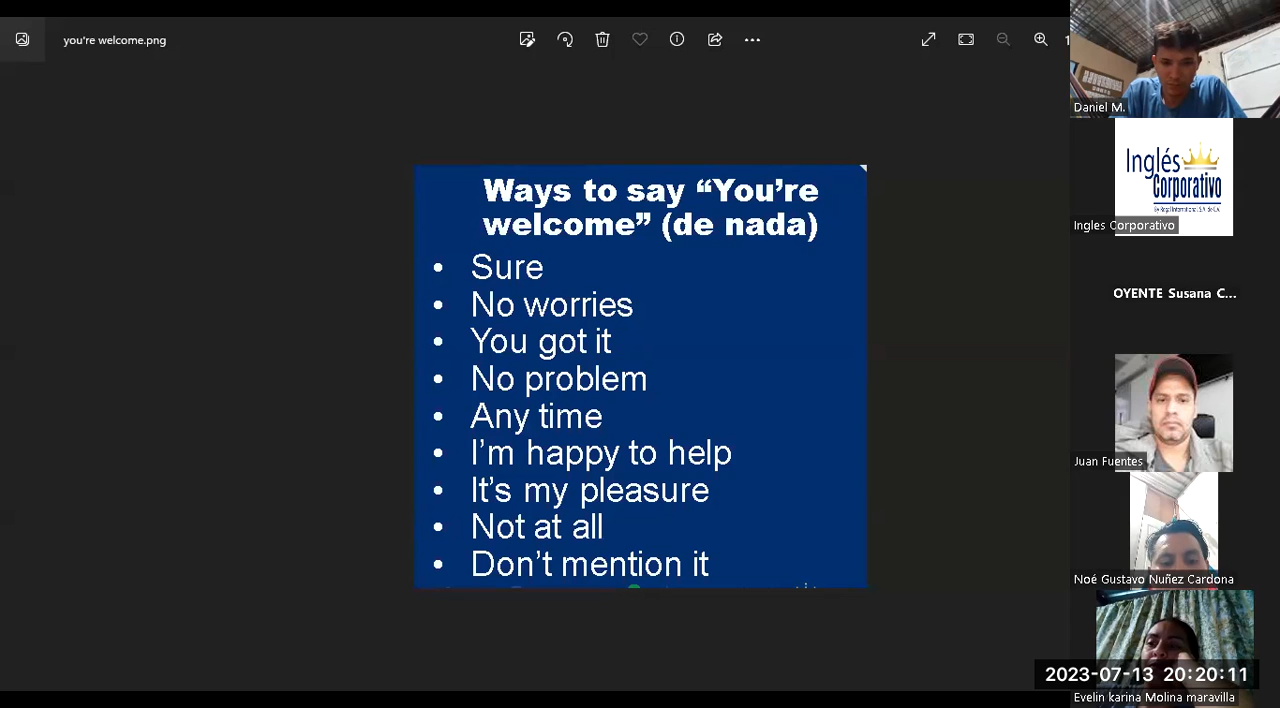 you're welcome.png
1
Daniel M.
Inglés
Corporativo
Ingles Corporativo
OYENTE Susana C...
Ways to say “You’re
welcome” (de nada)
• Sure
• No worries
• You got it
• No problem
• Any time
• I’m happy to help
• It’s my pleasure
• Not at all
• Don’t mention it
Juan Fuentes
Noé Gustavo Nuñez Cardona
2023-07-13 20:20:11
Evelin karina Molina maravilla